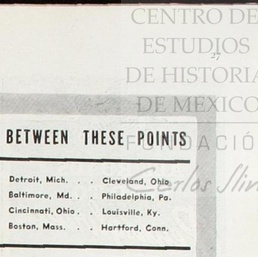 CENTRO DE
ESTUDIOS
27
DE HISTORIA
DE MEXICO
BETWEEN THESE POINTS
FUNDACIÓ
Detroit, Mich. . . Cleveland, Ohio
Carlos Slim
Baltimore, Md. . . Philadelphia, Pa.
Cincinnati, Ohio . . Louisville, Ky.
Boston, Mass. . . Hartford, Conn.